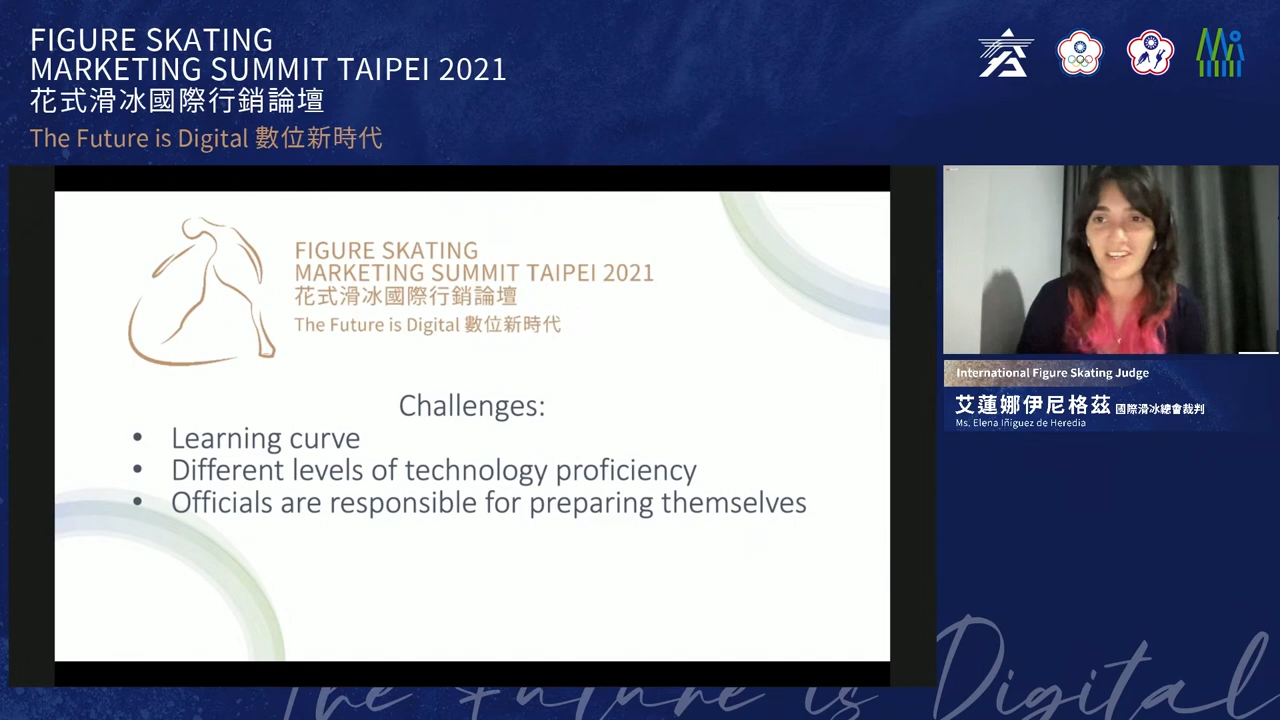 FIGURE SKATING
MARKETING SUMMIT TAIPEI 2021
花式滑冰國際行銷論壇
The Future is Digital 數位新時代
FIGURE SKATING
MARKETING SUMMIT TAIPEI 2021
花式滑冰國際行銷論壇
The Future is Digital 數位新時代
Challenges:
• Learning curve
• Different levels of technology proficiency
• Officials are responsible for preparing themselves
International Figure Skating Judge
艾蓮娜伊尼格茲 國際滑冰總會裁判
Ms. Elena Iñiguez de Heredia
The Future is Digital